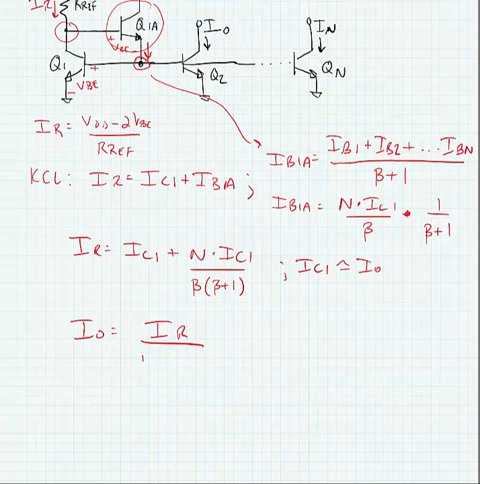 IR RREF
Q1A
VBE
IO
IN
Q1 + - VBE
Q2
QN
IR = VDD-2VBE / RREF
IB1A = IB1 + IB2 + ... IBN / β+1
KCL: IR = IC1 + IB1A ;
IB1A = N·IC1 / β • 1 / β+1
IR = IC1 + N·IC1 / β(β+1) ; IC1 ≃ IO
IO = IR /